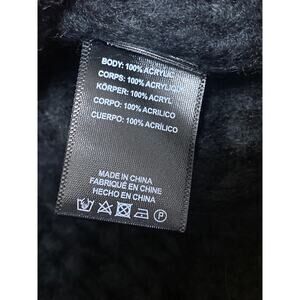 BODY: 100% ACRYLIC
CORPS: 100% ACRYLIQUE
KÖRPER: 100% ACRYL
CORPO: 100% ACRILICO
CUERPO: 100% ACRÍLICO
MADE IN CHINA
FABRIQUÉ EN CHINE
HECHO EN CHINA
P